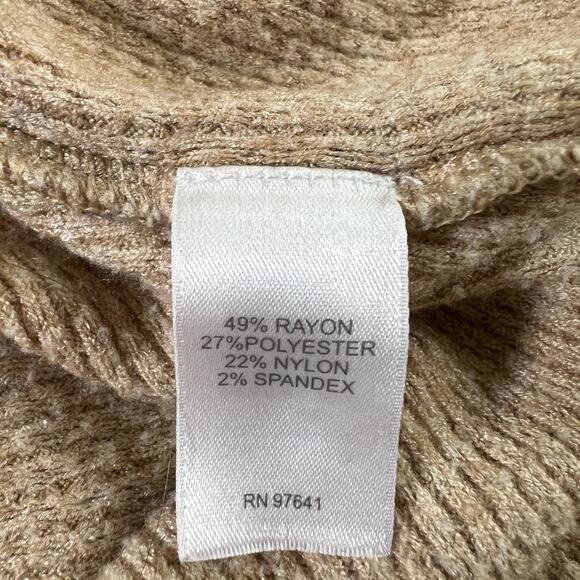 49% RAYON
27%POLYESTER
22% NYLON
2% SPANDEX
RN 97641